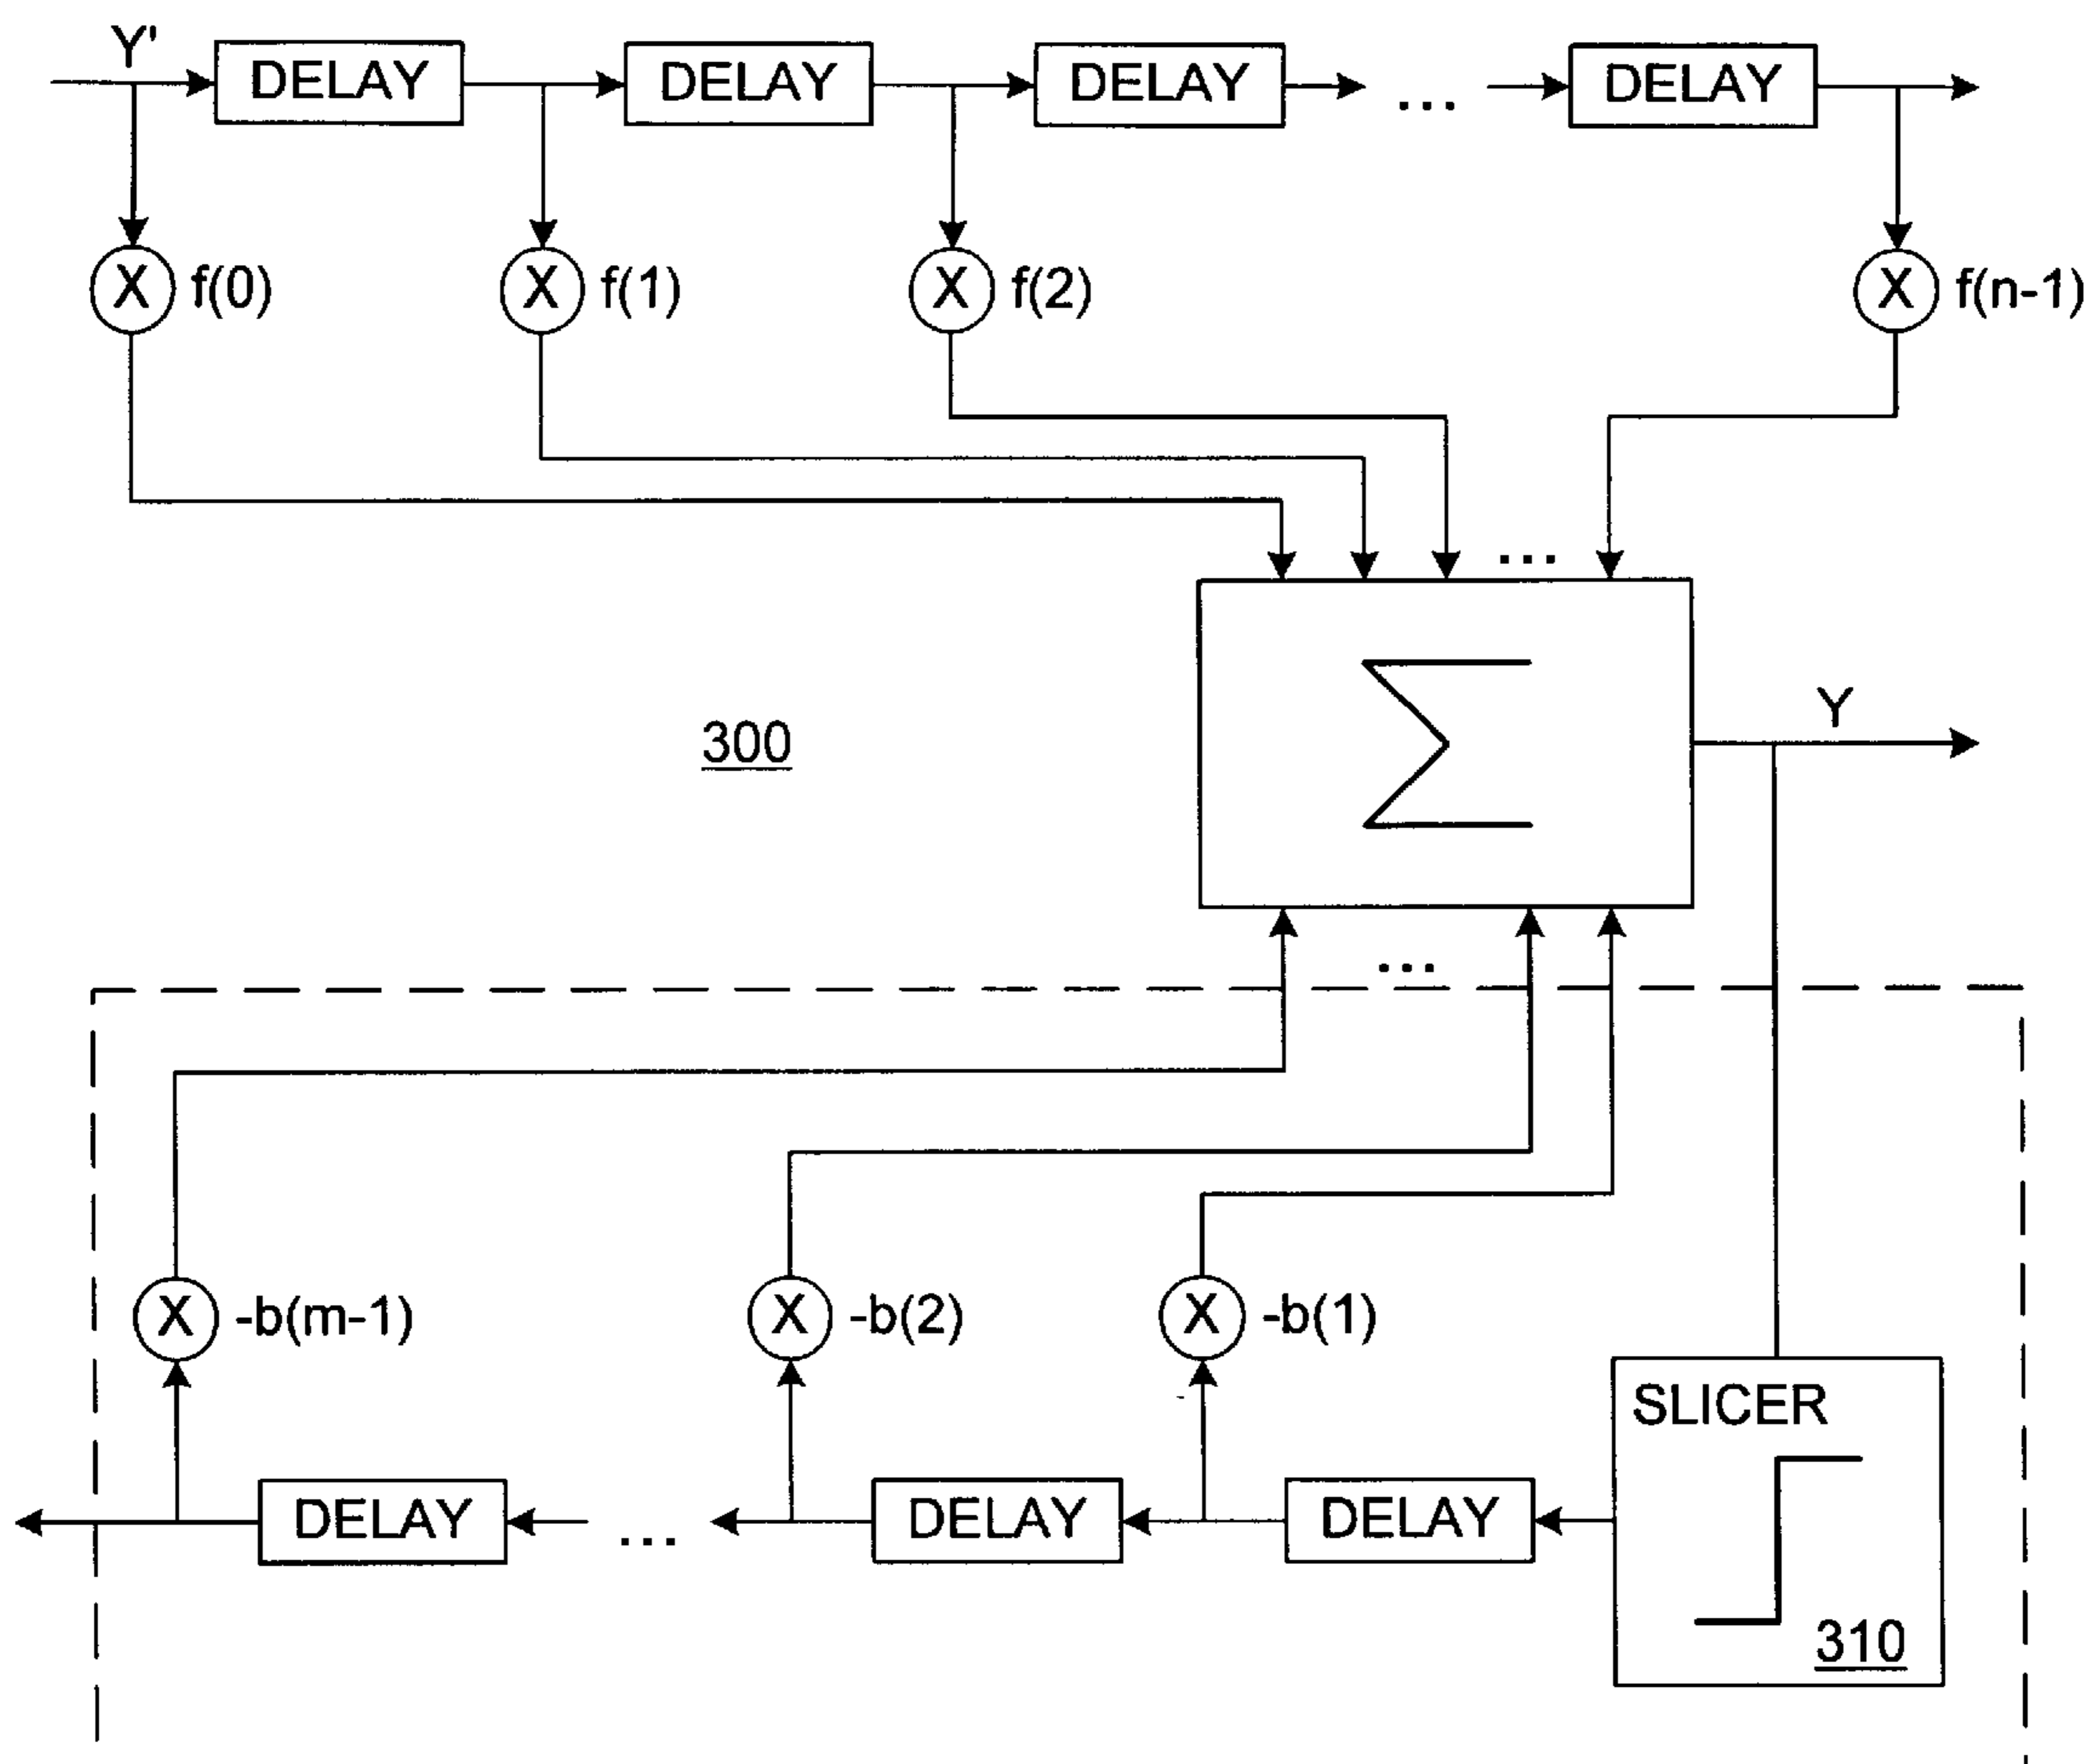 Y'
DELAY DELAY DELAY ... DELAY
X f(0) X f(1) X f(2) X f(n-1)
...
Σ
Y
300
...
X -b(m-1) X -b(2) X -b(1)
SLICER
DELAY ... DELAY DELAY
310